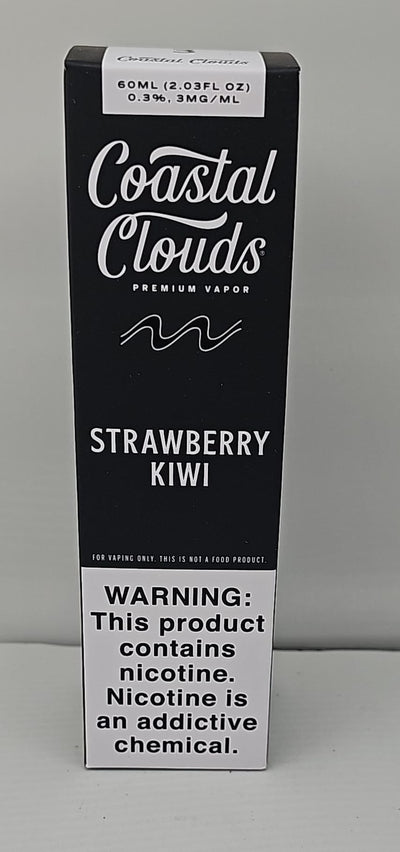 Coastal Clouds
60ML (2.03FL OZ)
0.3%, 3MG/ML
Coastal
Clouds®
PREMIUM VAPOR
STRAWBERRY
KIWI
FOR VAPING ONLY. THIS IS NOT A FOOD PRODUCT.
WARNING:
This product
contains
nicotine.
Nicotine is
an addictive
chemical.